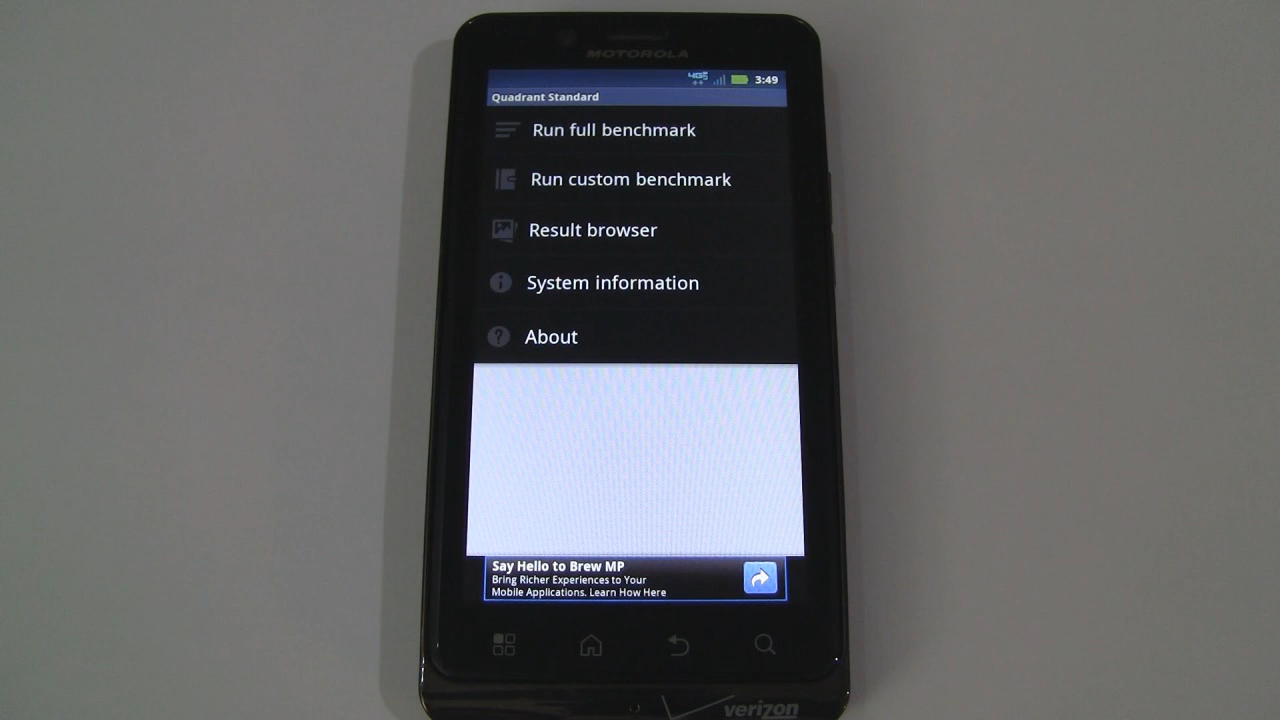 MOTOROLA
4G 3:49
Quadrant Standard
Run full benchmark
Run custom benchmark
Result browser
System information
About
Say Hello to Brew MP
Bring Richer Experiences to Your
Mobile Applications. Learn How Here
verizon